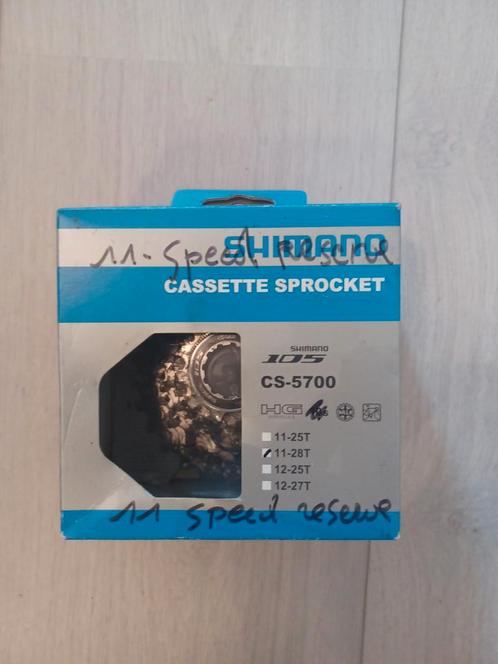 SHIMANO
11-Speed reserve
CASSETTE SPROCKET
SHIMANO
105
CS-5700
HG
11-25T
11-28T
12-25T
12-27T
11 speed reserve